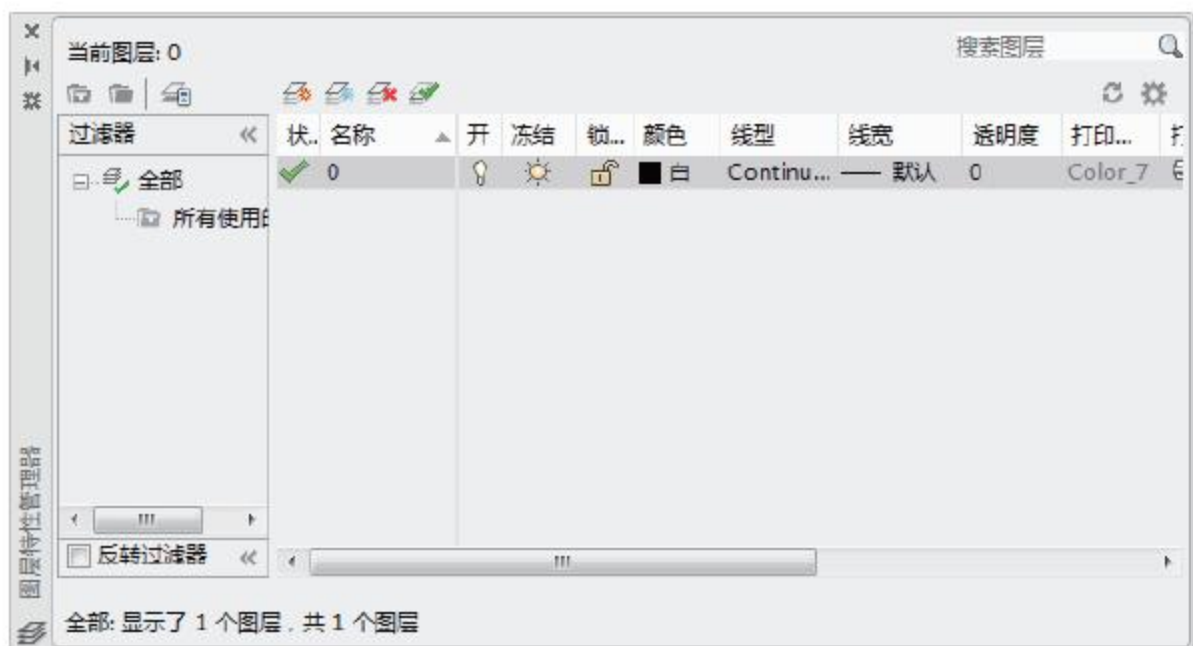 当前图层: 0
搜索图层
过滤器
状.. 名称 开 冻结 锁... 颜色 线型 线宽 透明度 打印... 打
全部
0 白 Continu... 默认 0 Color_7
所有使用的
反转过滤器
图层特性管理器
全部: 显示了 1 个图层 , 共 1 个图层